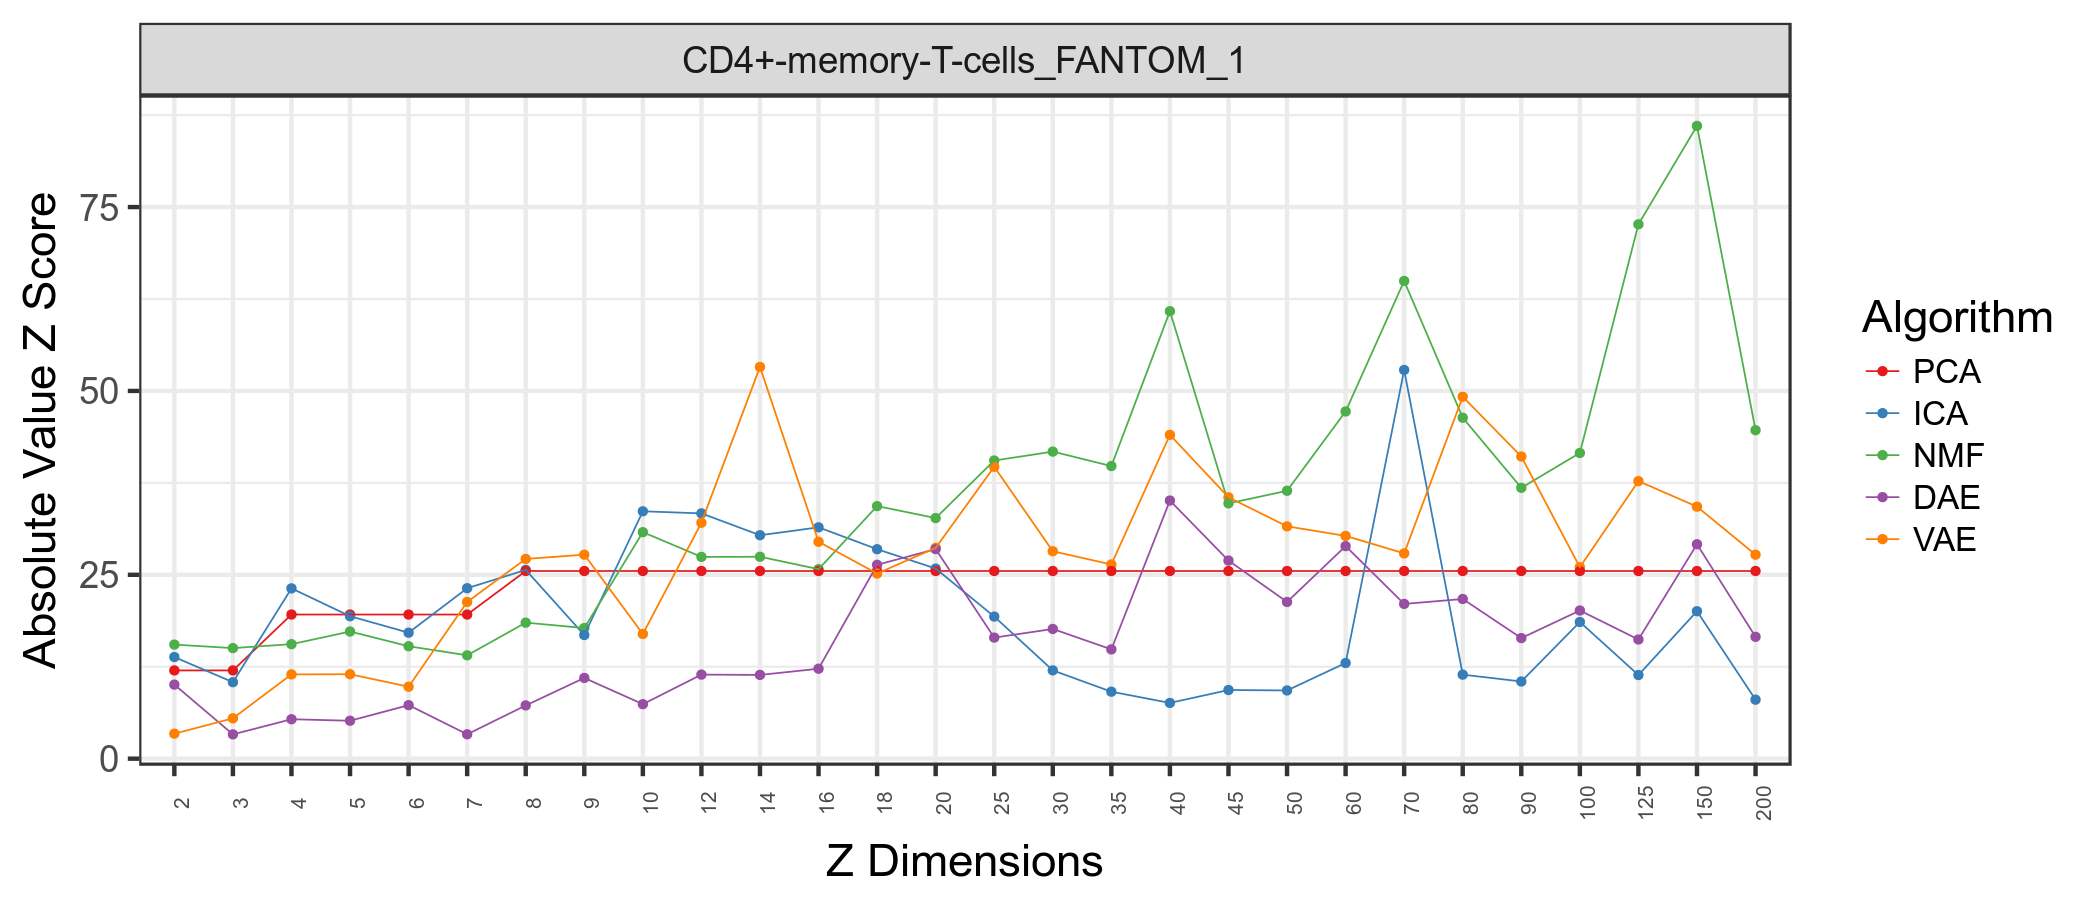 CD4+-memory-T-cells_FANTOM_1
Absolute Value Z Score
75
50
25
0
2 3 4 5 6 7 8 9 10 12 14 16 18 20 25 30 35 40 45 50 60 70 80 90 100 125 150 200
Z Dimensions
Algorithm
PCA
ICA
NMF
DAE
VAE